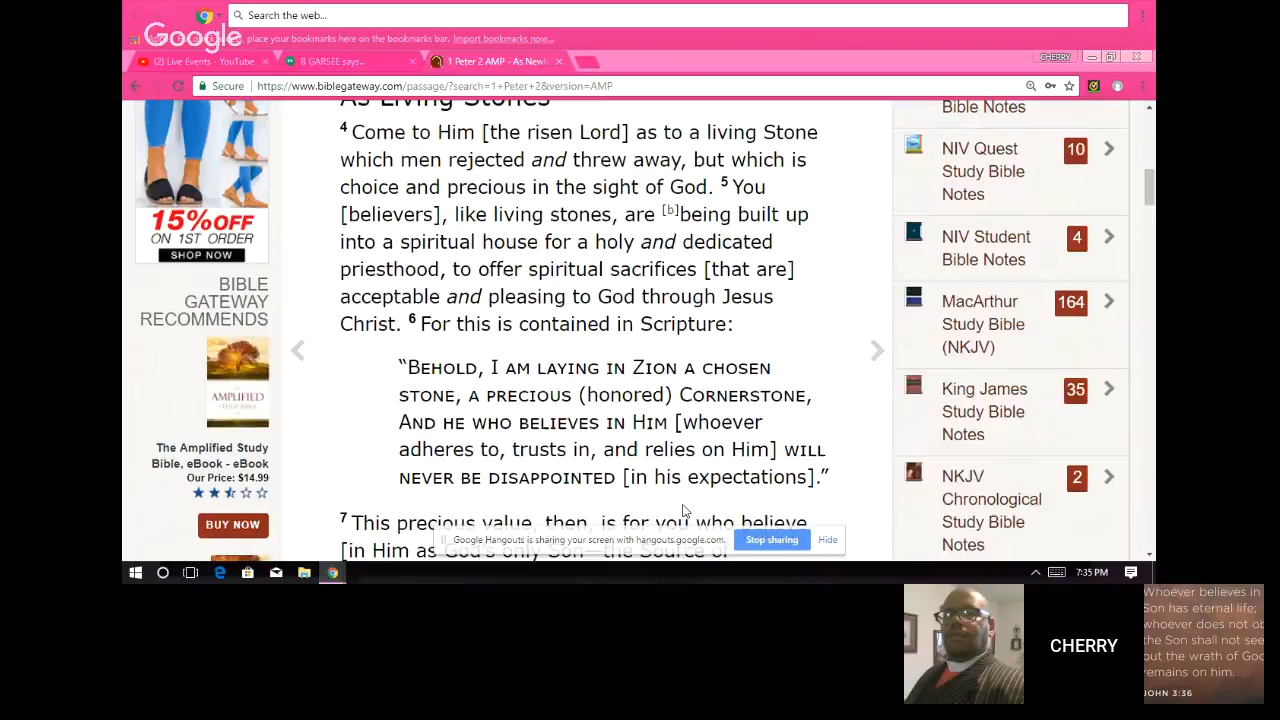 Search the web...
Google
place your bookmarks here on the bookmarks bar. Import bookmarks now...
(2) Live Events - YouTube
B GARSEE says...
1 Peter 2 AMP - As Newb
CHERRY
Secure
https://www.biblegateway.com/passage/?search=1+Peter+2&version=AMP
As Living Stones
4 Come to Him [the risen Lord] as to a living Stone
which men rejected and threw away, but which is
choice and precious in the sight of God. 5 You
[believers], like living stones, are [b]being built up
into a spiritual house for a holy and dedicated
priesthood, to offer spiritual sacrifices [that are]
acceptable and pleasing to God through Jesus
Christ. 6 For this is contained in Scripture:
“BEHOLD, I AM LAYING IN ZION A CHOSEN
STONE, A PRECIOUS (honored) CORNERSTONE,
AND HE WHO BELIEVES IN HIM [whoever
adheres to, trusts in, and relies on Him] WILL
NEVER BE DISAPPOINTED [in his expectations].”
7 This precious value, then, is for you who believe
[in Him as God’s only Son—the Source of
15% OFF
ON 1ST ORDER
SHOP NOW
BIBLE
GATEWAY
RECOMMENDS
AMPLIFIED
STUDY BIBLE
The Amplified Study
Bible, eBook - eBook
Our Price: $14.99
BUY NOW
Bible Notes
NIV Quest
Study Bible
Notes
10
NIV Student
Bible Notes
4
MacArthur
Study Bible
(NKJV)
164
King James
Study Bible
Notes
35
NKJV
Chronological
Study Bible
Notes
2
Google Hangouts is sharing your screen with hangouts.google.com.
Stop sharing
Hide
7:35 PM
CHERRY
Whoever believes in
Son has eternal life;
whoever does not ob
the Son shall not see
but the wrath of God
remains on him.
JOHN 3:36